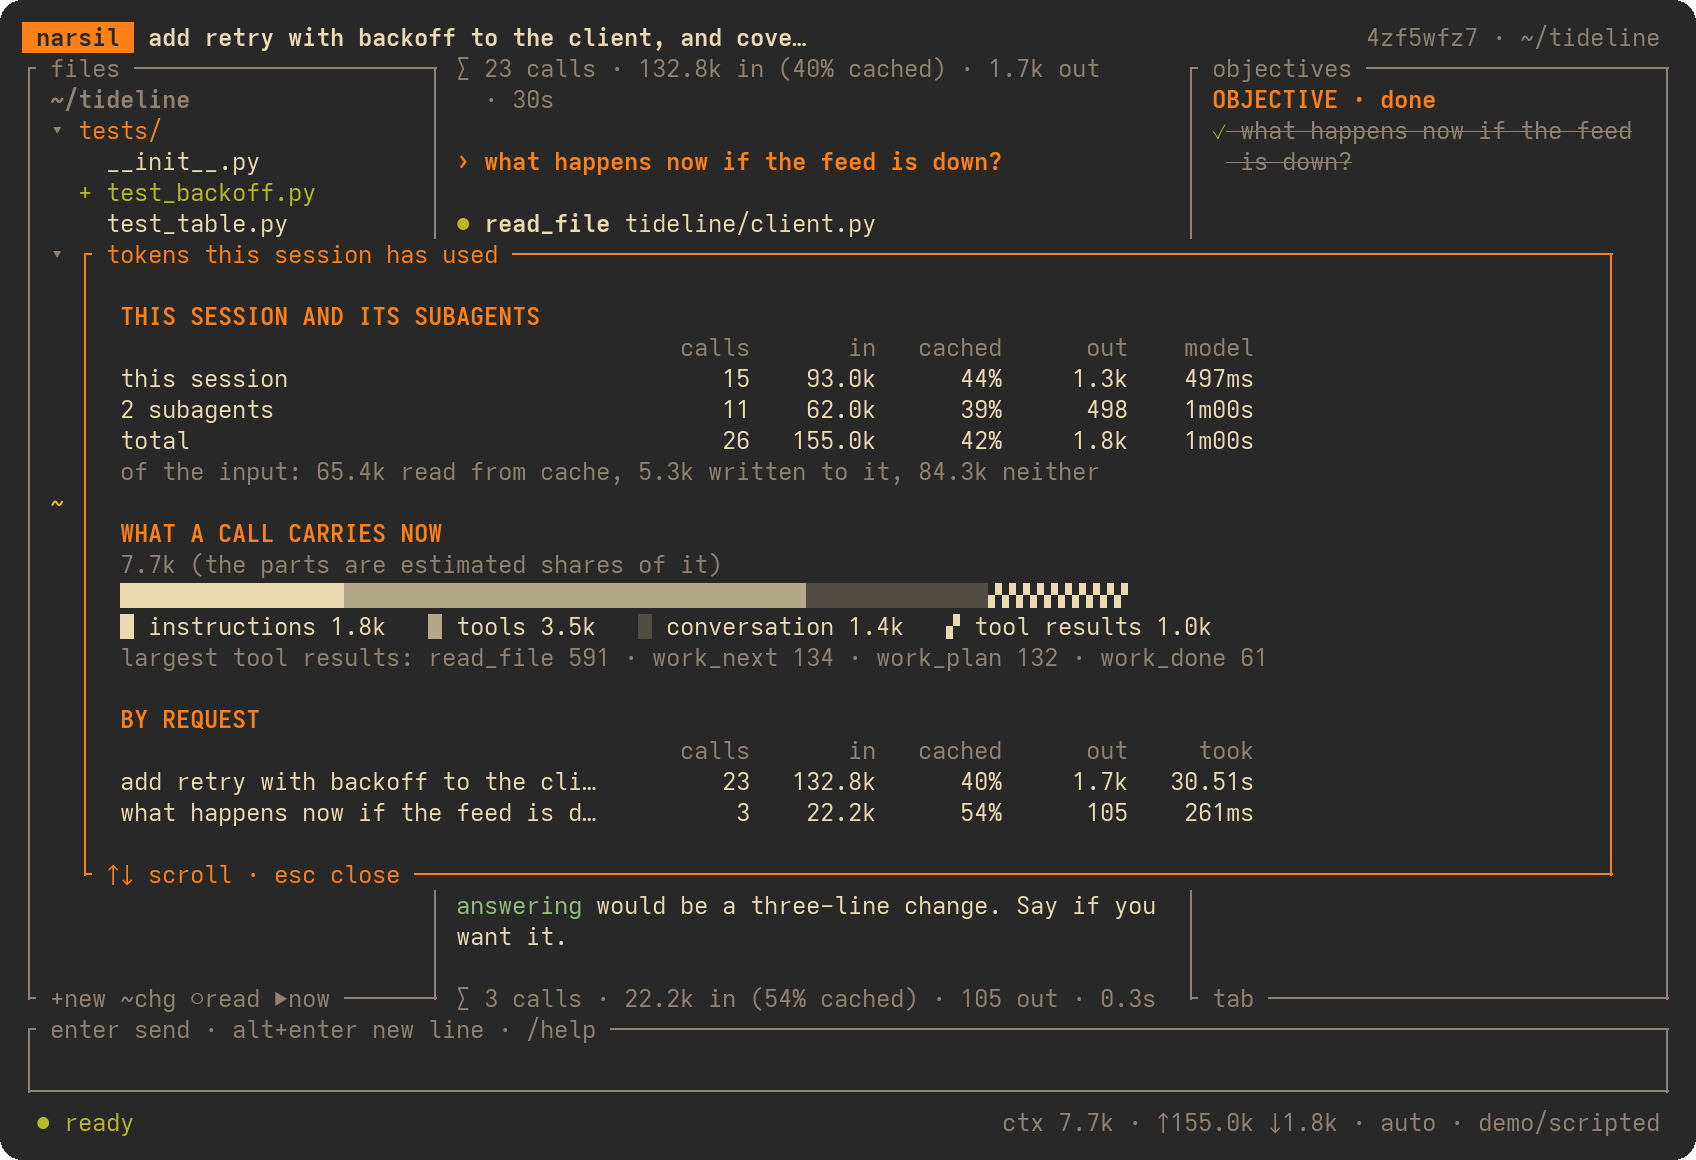 narsil add retry with backoff to the client, and cove… 4zf5wfz7 · ~/tideline
files
~/tideline
▾ tests/
__init__.py
+ test_backoff.py
test_table.py
▾
~
+new ~chg ○read ▶now
∑ 23 calls · 132.8k in (40% cached) · 1.7k out
· 30s
› what happens now if the feed is down?
● read_file tideline/client.py
objectives
OBJECTIVE · done
✓ what happens now if the feed
is down?
tab
tokens this session has used
THIS SESSION AND ITS SUBAGENTS
calls in cached out model
this session 15 93.0k 44% 1.3k 497ms
2 subagents 11 62.0k 39% 498 1m00s
total 26 155.0k 42% 1.8k 1m00s
of the input: 65.4k read from cache, 5.3k written to it, 84.3k neither
WHAT A CALL CARRIES NOW
7.7k (the parts are estimated shares of it)
instructions 1.8k tools 3.5k conversation 1.4k tool results 1.0k
largest tool results: read_file 591 · work_next 134 · work_plan 132 · work_done 61
BY REQUEST
calls in cached out took
add retry with backoff to the cli… 23 132.8k 40% 1.7k 30.51s
what happens now if the feed is d… 3 22.2k 54% 105 261ms
↑↓ scroll · esc close
answering would be a three-line change. Say if you
want it.
∑ 3 calls · 22.2k in (54% cached) · 105 out · 0.3s
enter send · alt+enter new line · /help
● ready ctx 7.7k · ↑155.0k ↓1.8k · auto · demo/scripted